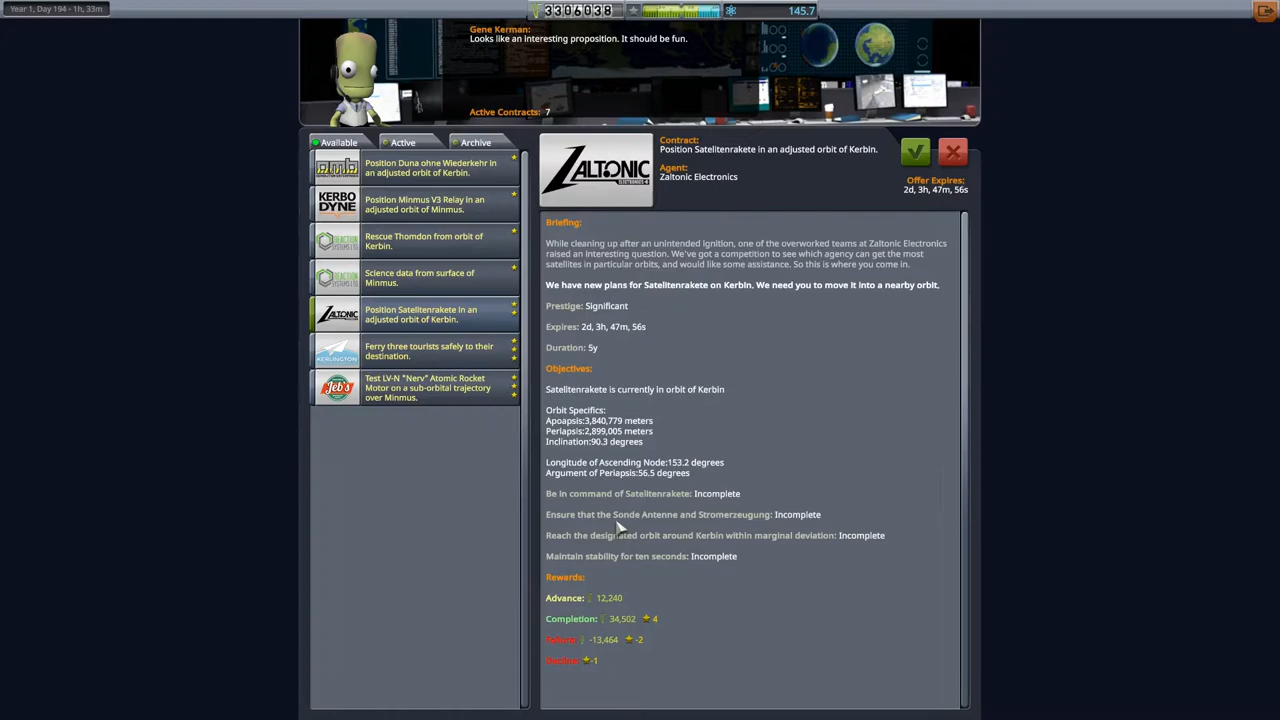 Year 1, Day 194 - 1h, 33m
3306038
145.7
Gene Kerman:
Looks like an interesting proposition. It should be fun.
Active Contracts: 7
Available
Active
Archive
Position Duna ohne Wiederkehr in
an adjusted orbit of Kerbin.
KERBO
DYNE
Position Minmus V3 Relay in an
adjusted orbit of Minmus.
Rescue Thomdon from orbit of
Kerbin.
Science data from surface of
Minmus.
ZALTONIC
Position Satelitenrakete in an
adjusted orbit of Kerbin.
KERLINGTON
Ferry three tourists safely to their
destination.
Jeb's
Test LV-N "Nerv" Atomic Rocket
Motor on a sub-orbital trajectory
over Minmus.
ZALTONIC
ELECTRONICS
Contract:
Position Satelitenrakete in an adjusted orbit of Kerbin.
Agent:
Zaltonic Electronics
Offer Expires:
2d, 3h, 47m, 56s
Briefing:
While cleaning up after an unintended ignition, one of the overworked teams at Zaltonic Electronics
raised an interesting question. We've got a competition to see which agency can get the most
satellites in particular orbits, and would like some assistance. So this is where you come in.
We have new plans for Satelitenrakete on Kerbin. We need you to move it into a nearby orbit.
Prestige: Significant
Expires: 2d, 3h, 47m, 56s
Duration: 5y
Objectives:
Satelitenrakete is currently in orbit of Kerbin
Orbit Specifics:
Apoapsis:3,840,779 meters
Periapsis:2,899,005 meters
Inclination:90.3 degrees
Longitude of Ascending Node:153.2 degrees
Argument of Periapsis:56.5 degrees
Be in command of Satelitenrakete: Incomplete
Ensure that the Sonde Antenne and Stromerzeugung: Incomplete
Reach the designated orbit around Kerbin within marginal deviation: Incomplete
Maintain stability for ten seconds: Incomplete
Rewards:
Advance: 12,240
Completion: 34,502 4
Failure: -13,464 -2
Decline: -1